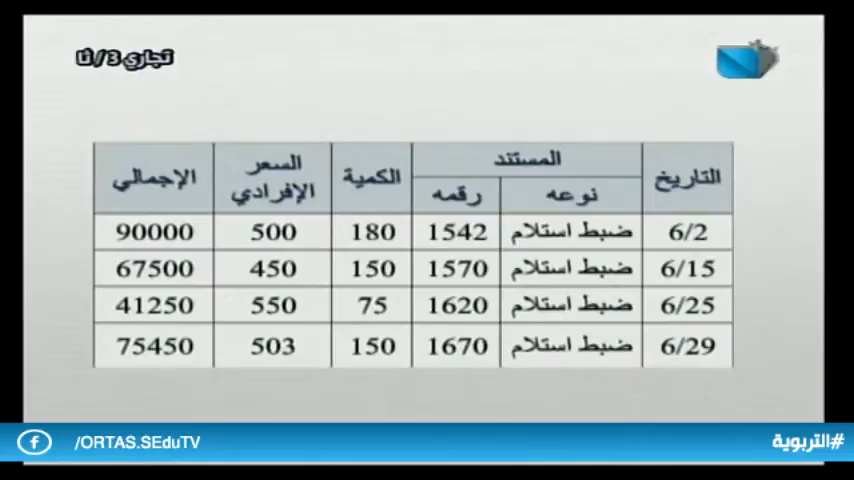 تجاري 3/ثا
التاريخ المستند الكمية السعر الإفرادي الإجمالي
نوعه رقمه
6/2 ضبط استلام 1542 180 500 90000
6/15 ضبط استلام 1570 150 450 67500
6/25 ضبط استلام 1620 75 550 41250
6/29 ضبط استلام 1670 150 503 75450
#التربوية
/ORTAS.SEduTV